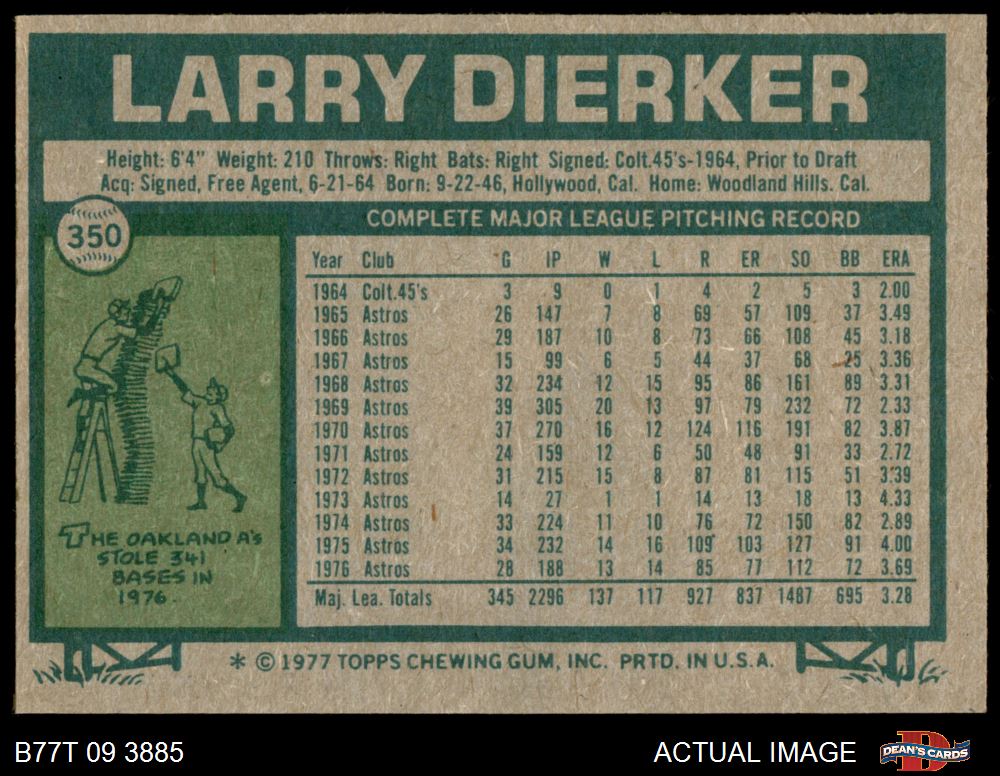 LARRY DIERKER
Height: 6'4" Weight: 210 Throws: Right Bats: Right Signed: Colt.45's-1964, Prior to Draft
Acq: Signed, Free Agent, 6-21-64 Born: 9-22-46, Hollywood, Cal. Home: Woodland Hills. Cal.
350
COMPLETE MAJOR LEAGUE PITCHING RECORD
Year Club G IP W L R ER SO BB ERA
1964 Colt.45's 3 9 0 1 4 2 5 3 2.00
1965 Astros 26 147 7 8 69 57 109 37 3.49
1966 Astros 29 187 10 8 73 66 108 45 3.18
1967 Astros 15 99 6 5 44 37 68 25 3.36
1968 Astros 32 234 12 15 95 86 161 89 3.31
1969 Astros 39 305 20 13 97 79 232 72 2.33
1970 Astros 37 270 16 12 124 116 191 82 3.87
1971 Astros 24 159 12 6 50 48 91 33 2.72
1972 Astros 31 215 15 8 87 81 115 51 3.39
1973 Astros 14 27 1 1 14 13 18 13 4.33
1974 Astros 33 224 11 10 76 72 150 82 2.89
1975 Astros 34 232 14 16 109 103 127 91 4.00
1976 Astros 28 188 13 14 85 77 112 72 3.69
Maj. Lea. Totals 345 2296 137 117 927 837 1487 695 3.28
THE OAKLAND A's
STOLE 341
BASES IN
1976.
* © 1977 TOPPS CHEWING GUM, INC. PRTD. IN U.S.A.
B77T 09 3885
ACTUAL IMAGE
D
DEAN'S CARDS